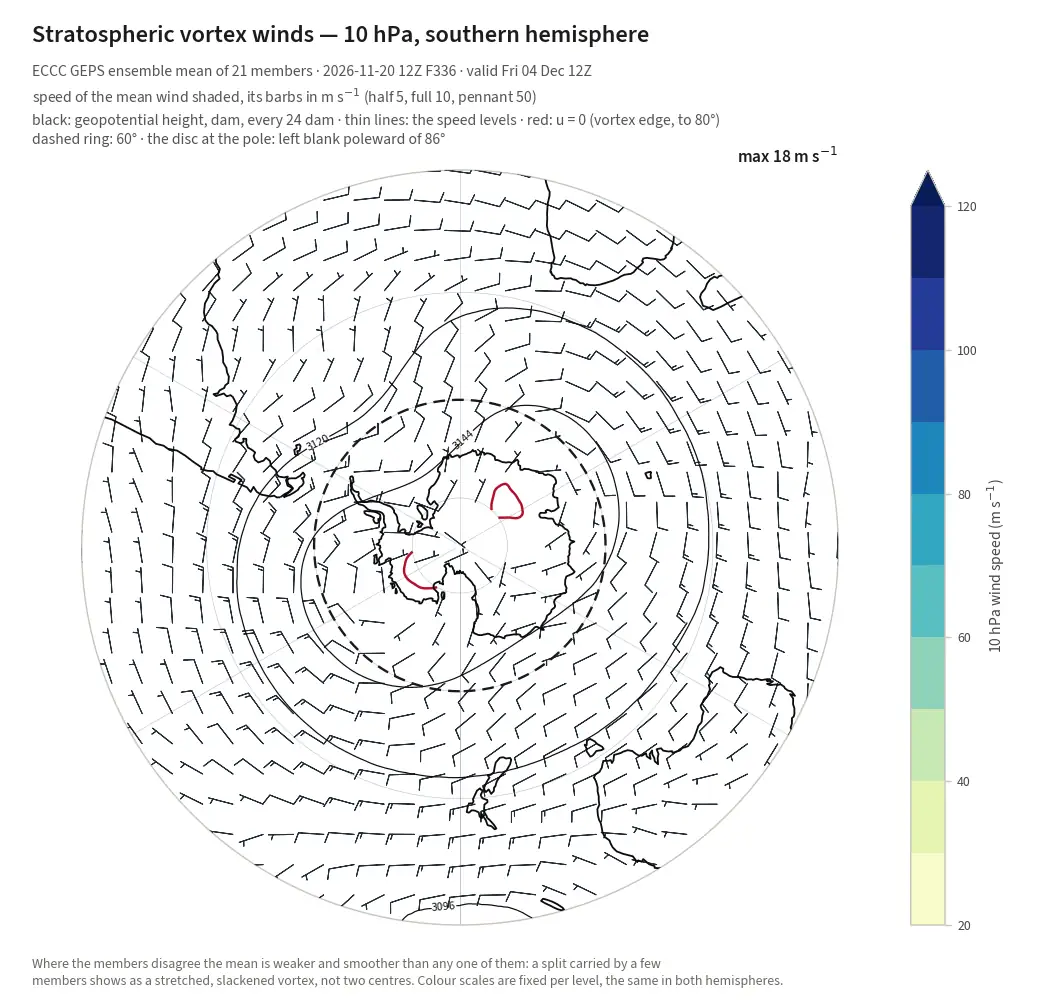 Stratospheric vortex winds — 10 hPa, southern hemisphere
ECCC GEPS ensemble mean of 21 members · 2026-11-20 12Z F336 · valid Fri 04 Dec 12Z
speed of the mean wind shaded, its barbs in m s⁻¹ (half 5, full 10, pennant 50)
black: geopotential height, dam, every 24 dam · thin lines: the speed levels · red: u = 0 (vortex edge, to 80°)
dashed ring: 60° · the disc at the pole: left blank poleward of 86°
max 18 m s⁻¹
120
100
80
60
40
20
10 hPa wind speed (m s⁻¹)
3120
3144
3096
Where the members disagree the mean is weaker and smoother than any one of them: a split carried by a few
members shows as a stretched, slackened vortex, not two centres. Colour scales are fixed per level, the same in both hemispheres.